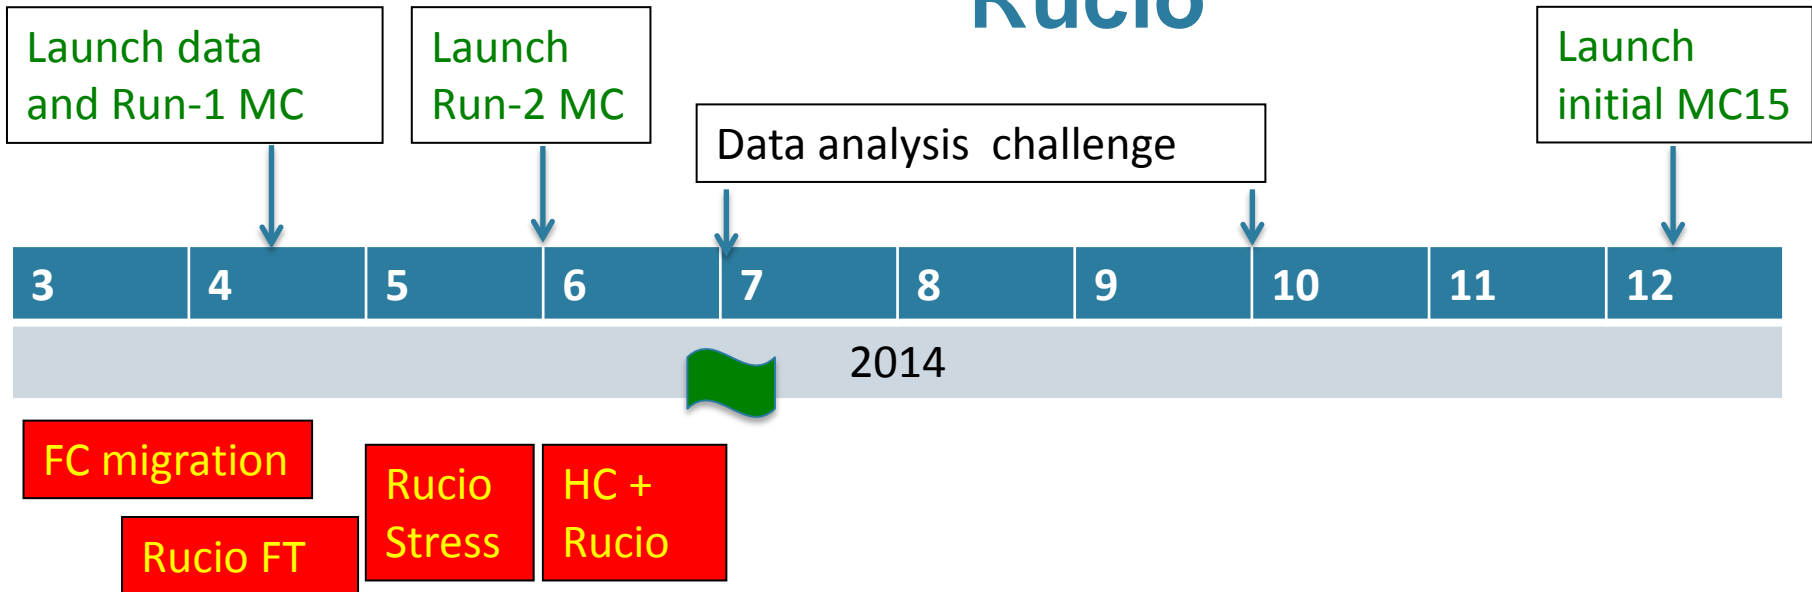 Rucio
Launch data
and Run-1 MC
Launch
Run-2 MC
Data analysis challenge
Launch
initial MC15
3 4 5 6 7 8 9 10 11 12
2014
FC migration
Rucio FT
Rucio
Stress
HC +
Rucio